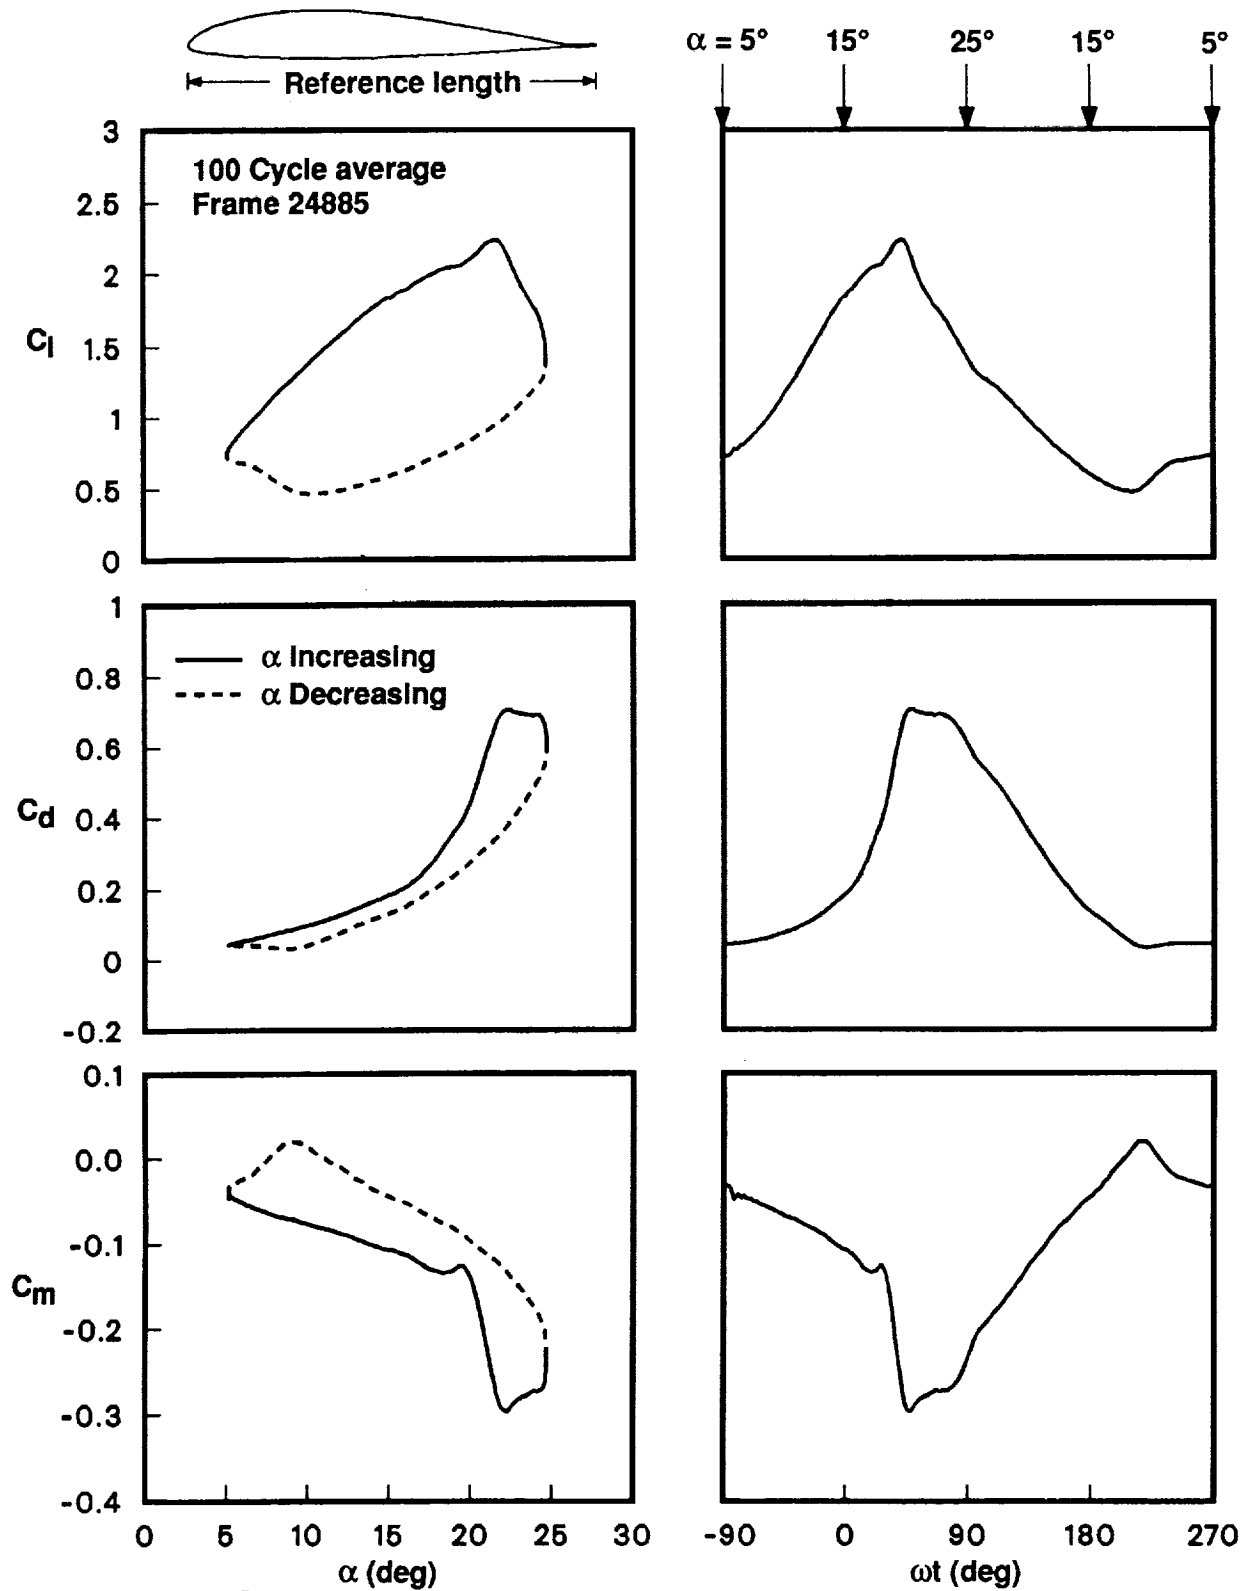 α = 5° 15° 25° 15° 5°
Reference length
3
100 Cycle average
Frame 24885
2.5
2
Cl
1.5
1
0.5
0
1
α Increasing
0.8
α Decreasing
0.6
Cd
0.4
0.2
0
-0.2
0.1
0.0
-0.1
Cm
-0.2
-0.3
-0.4
0 5 10 15 20 25 30
α (deg)
-90 0 90 180 270
ωt (deg)